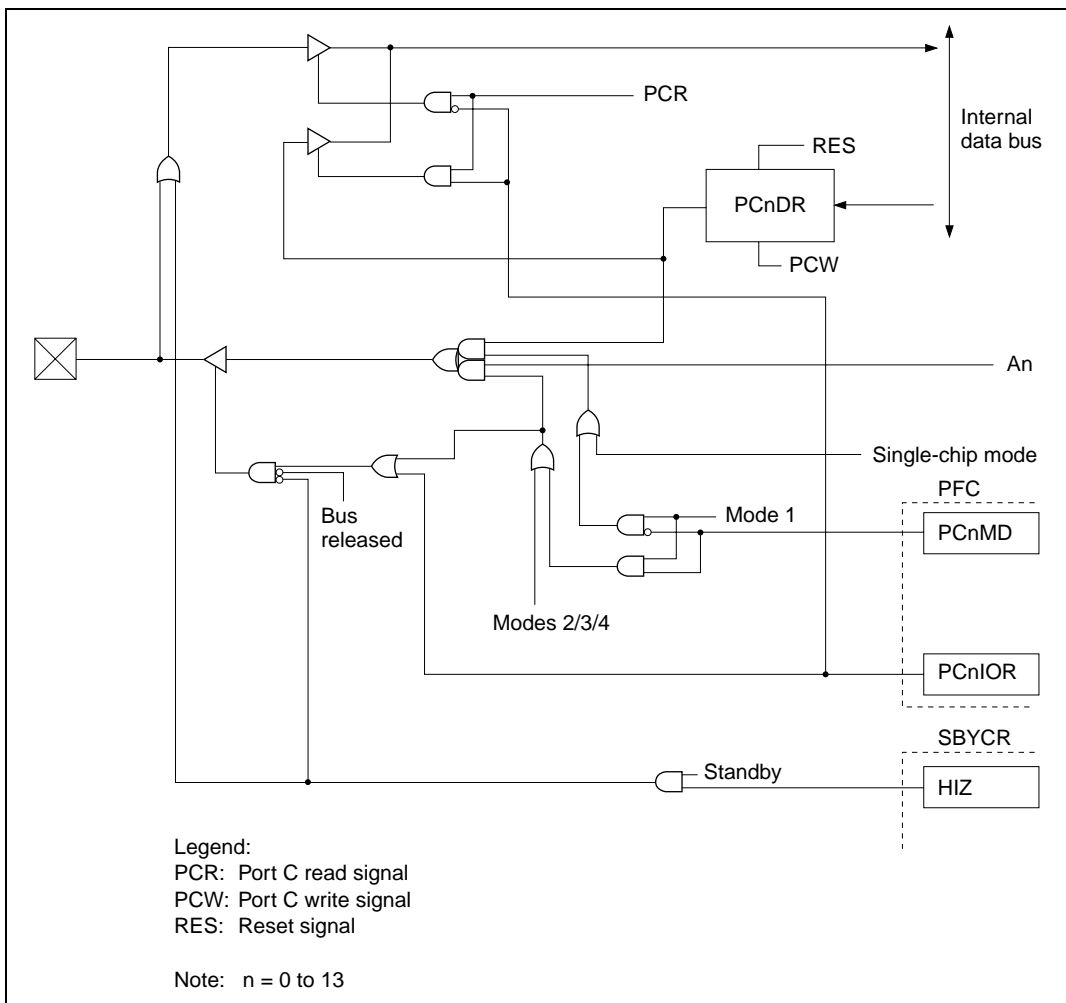 PCR
Internal
data bus
RES
PCnDR
PCW
An
Single-chip mode
PFC
Bus
released
Mode 1
PCnMD
Modes 2/3/4
PCnIOR
SBYCR
Standby
HIZ
Legend:
PCR: Port C read signal
PCW: Port C write signal
RES: Reset signal
Note: n = 0 to 13